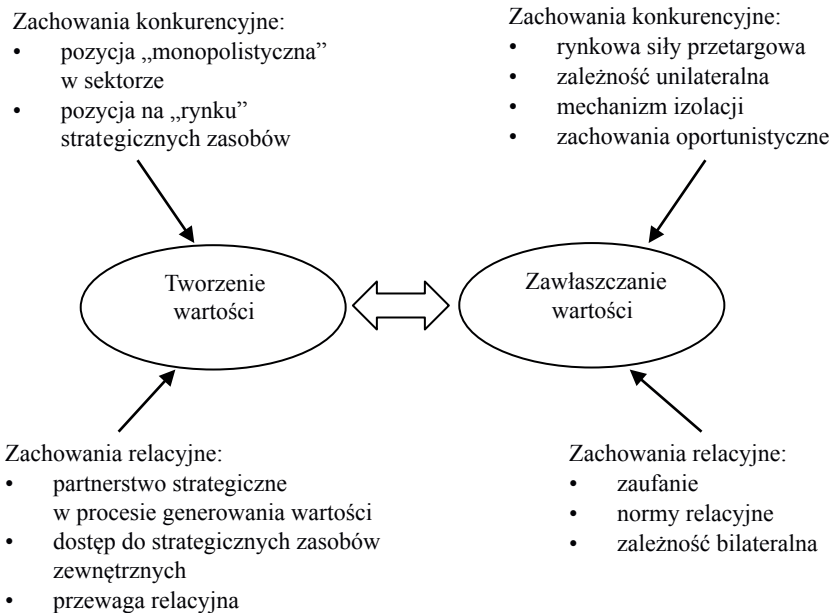 Zachowania konkurencyjne:
• pozycja „monopolistyczna”
w sektorze
• pozycja na „rynku”
strategicznych zasobów
Zachowania konkurencyjne:
• rynkowa siły przetargowa
• zależność unilateralna
• mechanizm izolacji
• zachowania oportunistyczne
Tworzenie
wartości
Zawłaszczanie
wartości
Zachowania relacyjne:
• partnerstwo strategiczne
w procesie generowania wartości
• dostęp do strategicznych zasobów
zewnętrznych
• przewaga relacyjna
Zachowania relacyjne:
• zaufanie
• normy relacyjne
• zależność bilateralna